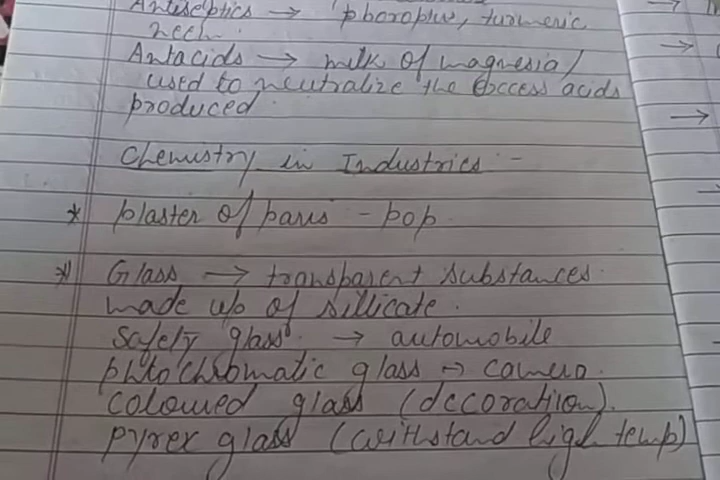 Antiseptics → phoroplus, turmeric
neem.
Antacids → milk of magnesia/
used to neutralize the excess acids
produced.
Chemistry in Industries :-
* plaster of paris - pop
* Glass → transparent substances.
made up of sillicate.
Safety glass → automobile
phtochromatic glass → camera.
coloured glass (decoration).
pyrex glass (withstand high temp)